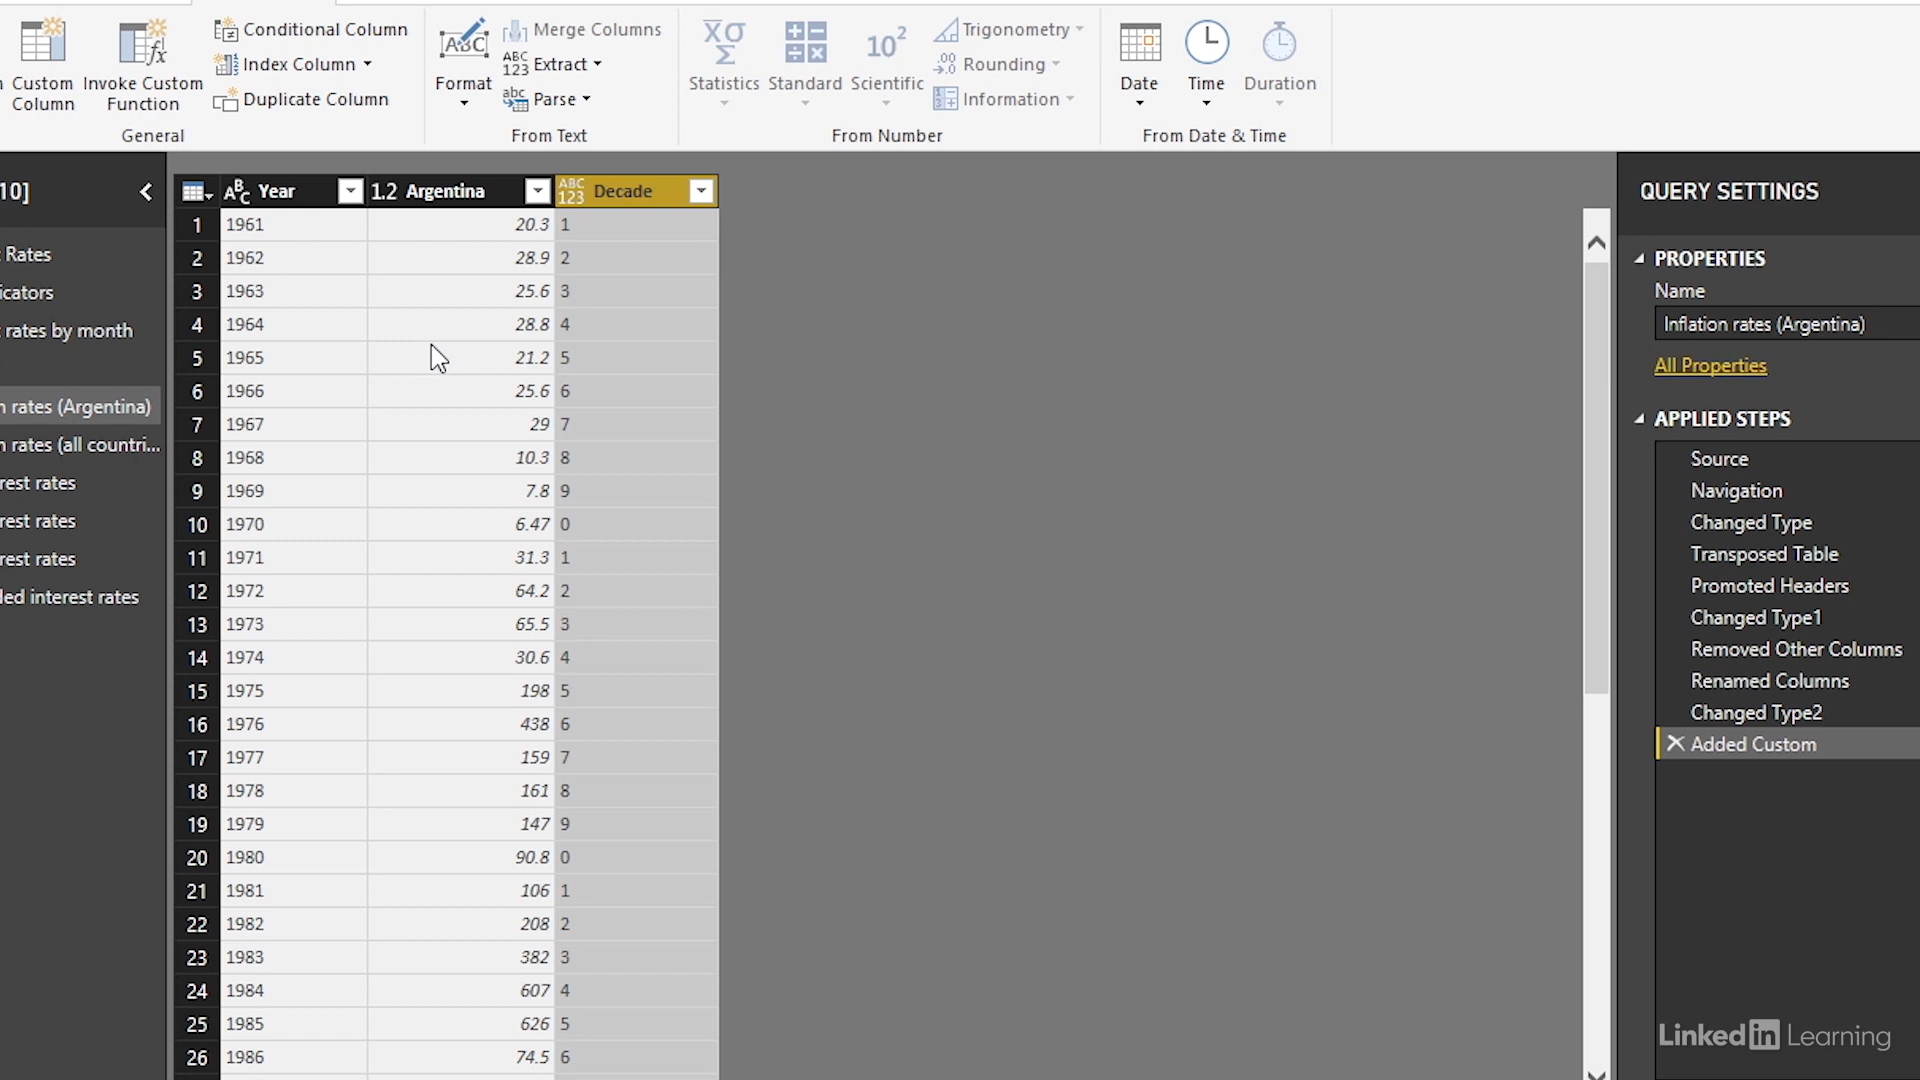 Custom Column
Invoke Custom Function
Conditional Column
Index Column
Duplicate Column
General
Format
Merge Columns
Extract
Parse
From Text
Statistics
Standard
Scientific
Trigonometry
Rounding
Information
From Number
Date
Time
Duration
From Date & Time
10]
Rates
icators
rates by month
n rates (Argentina)
n rates (all countri...
rest rates
rest rates
rest rates
led interest rates
Year 1.2 Argentina ABC 123 Decade
1 1961 20.3 1
2 1962 28.9 2
3 1963 25.6 3
4 1964 28.8 4
5 1965 21.2 5
6 1966 25.6 6
7 1967 29 7
8 1968 10.3 8
9 1969 7.8 9
10 1970 6.47 0
11 1971 31.3 1
12 1972 64.2 2
13 1973 65.5 3
14 1974 30.6 4
15 1975 198 5
16 1976 438 6
17 1977 159 7
18 1978 161 8
19 1979 147 9
20 1980 90.8 0
21 1981 106 1
22 1982 208 2
23 1983 382 3
24 1984 607 4
25 1985 626 5
26 1986 74.5 6
QUERY SETTINGS
PROPERTIES
Name
Inflation rates (Argentina)
All Properties
APPLIED STEPS
Source
Navigation
Changed Type
Transposed Table
Promoted Headers
Changed Type1
Removed Other Columns
Renamed Columns
Changed Type2
Added Custom
Linked in Learning